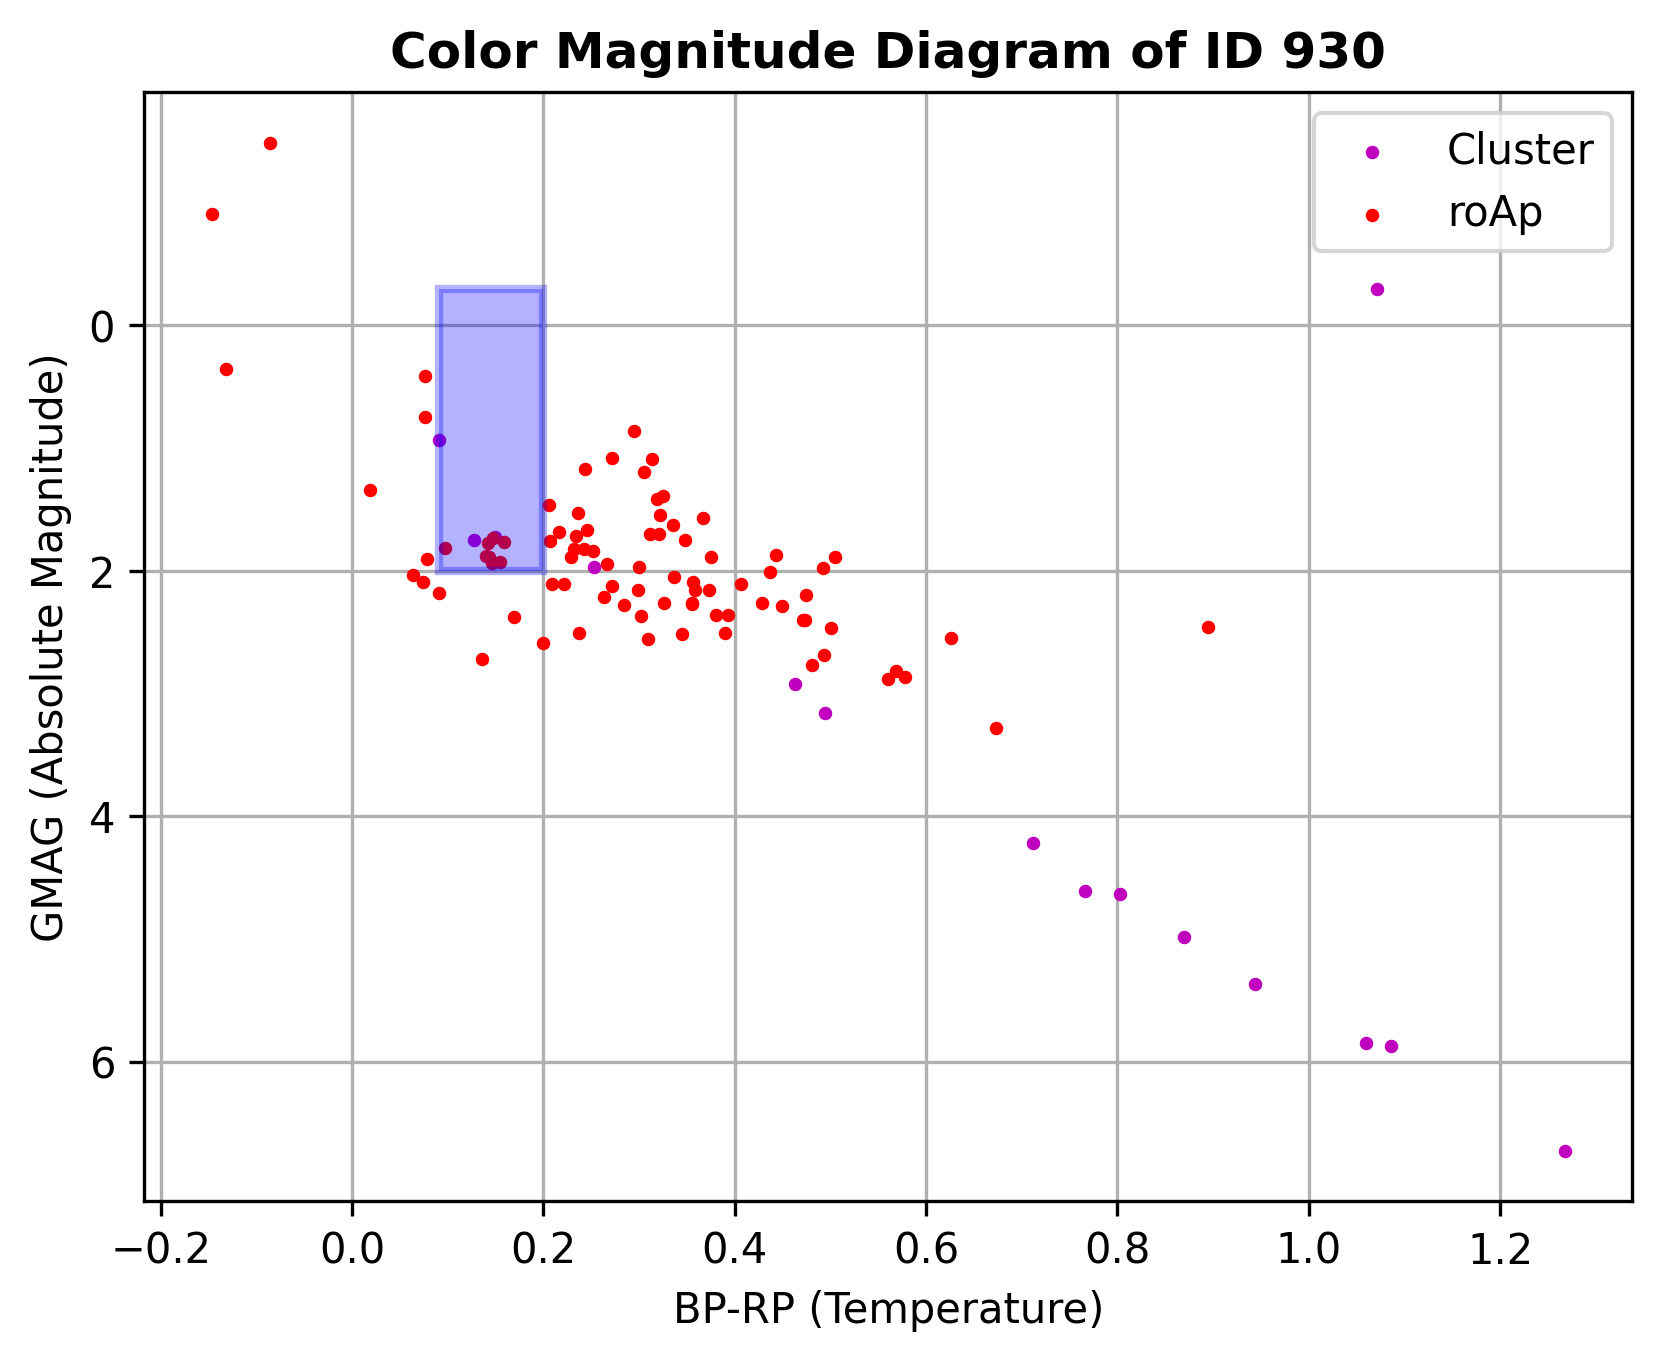 Color Magnitude Diagram of ID 930
Cluster
roAp
GMAG (Absolute Magnitude)
0
2
4
6
−0.2 0.0 0.2 0.4 0.6 0.8 1.0 1.2
BP-RP (Temperature)